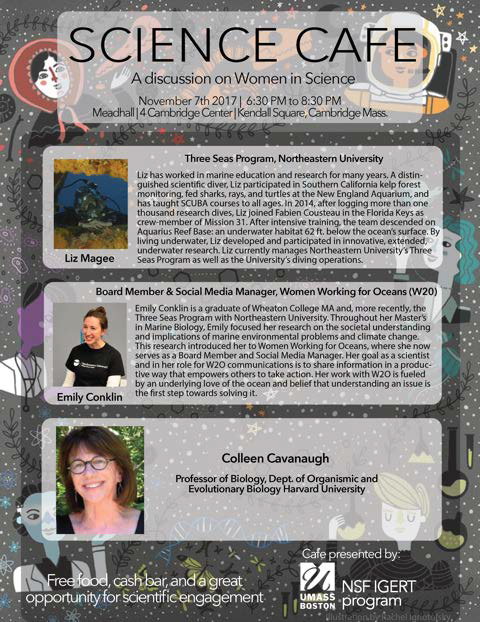 SCIENCE CAFE
A discussion on Women in Science
November 7th 2017 | 6:30 PM to 8:30 PM
Meadhall | 4 Cambridge Center | Kendall Square, Cambridge Mass.
Three Seas Program, Northeastern University
Liz has worked in marine education and research for many years. A distin-
guished scientific diver, Liz participated in Southern California kelp forest
monitoring, fed sharks, rays, and turtles at the New England Aquarium, and
has taught SCUBA courses to all ages. In 2014, after logging more than one
thousand research dives, Liz joined Fabien Cousteau in the Florida Keys as
crew-member of Mission 31. After intensive training, the team descended on
Aquarius Reef Base: an underwater habitat 62 ft. below the ocean's surface. By
living underwater, Liz developed and participated in innovative, extended,
underwater research. Liz currently manages Northeastern University's Three
Seas Program as well as the University's diving operations.
Liz Magee
Board Member & Social Media Manager, Women Working for Oceans (W20)
Emily Conklin is a graduate of Wheaton College MA and, more recently, the
Three Seas Program with Northeastern University. Throughout her Master's
in Marine Biology, Emily focused her research on the societal understanding
and implications of marine environmental problems and climate change.
This research introduced her to Women Working for Oceans, where she now
serves as a Board Member and Social Media Manager. Her goal as a scientist
and in her role for W2O communications is to share information in a produc-
tive way that empowers others to take action. Her work with W2O is fueled
by an underlying love of the ocean and belief that understanding an issue is
the first step towards solving it.
Emily Conklin
Colleen Cavanaugh
Professor of Biology, Dept. of Organismic and
Evolutionary Biology Harvard University
Cafe presented by:
Free food, cash bar, and a great
opportunity for scientific engagement
UMASS
BOSTON
NSF IGERT
program
Illustration by Rachel Ignotofsky